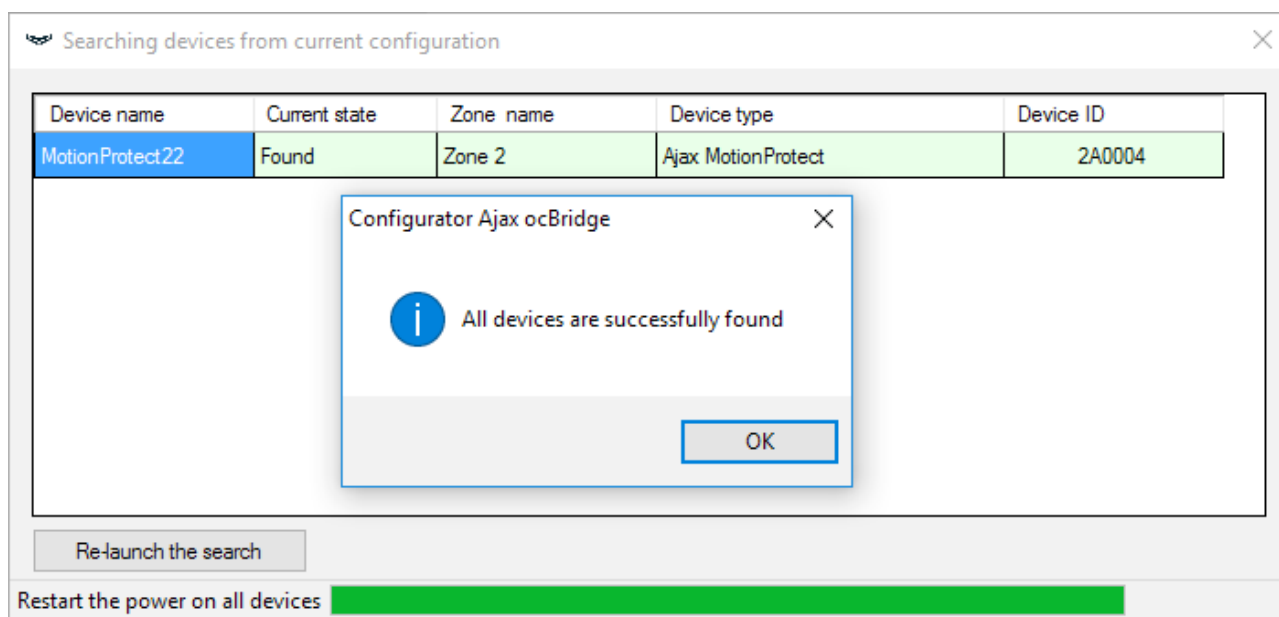 Searching devices from current configuration
Device name Current state Zone name Device type Device ID
MotionProtect22 Found Zone 2 Ajax MotionProtect 2A0004
Configurator Ajax ocBridge
All devices are successfully found
OK
Re-launch the search
Restart the power on all devices